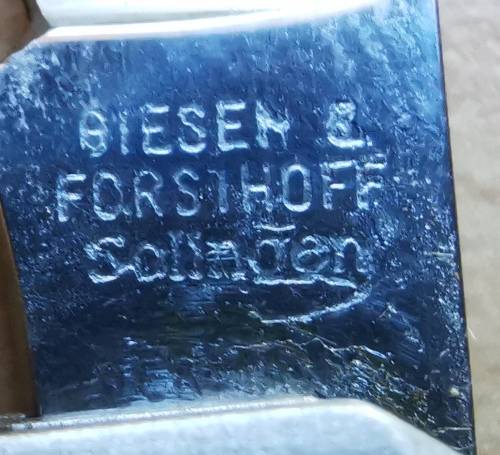 GIESEN &
FORSTHOFF
Solingen